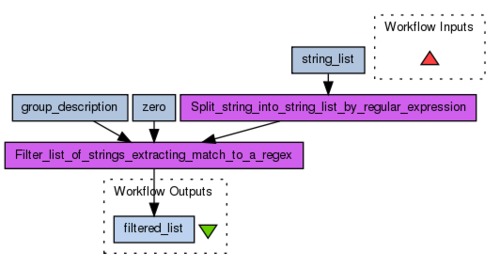 Workflow Inputs
string_list
group_description
zero
Split_string_into_string_list_by_regular_expression
Filter_list_of_strings_extracting_match_to_a_regex
Workflow Outputs
filtered_list